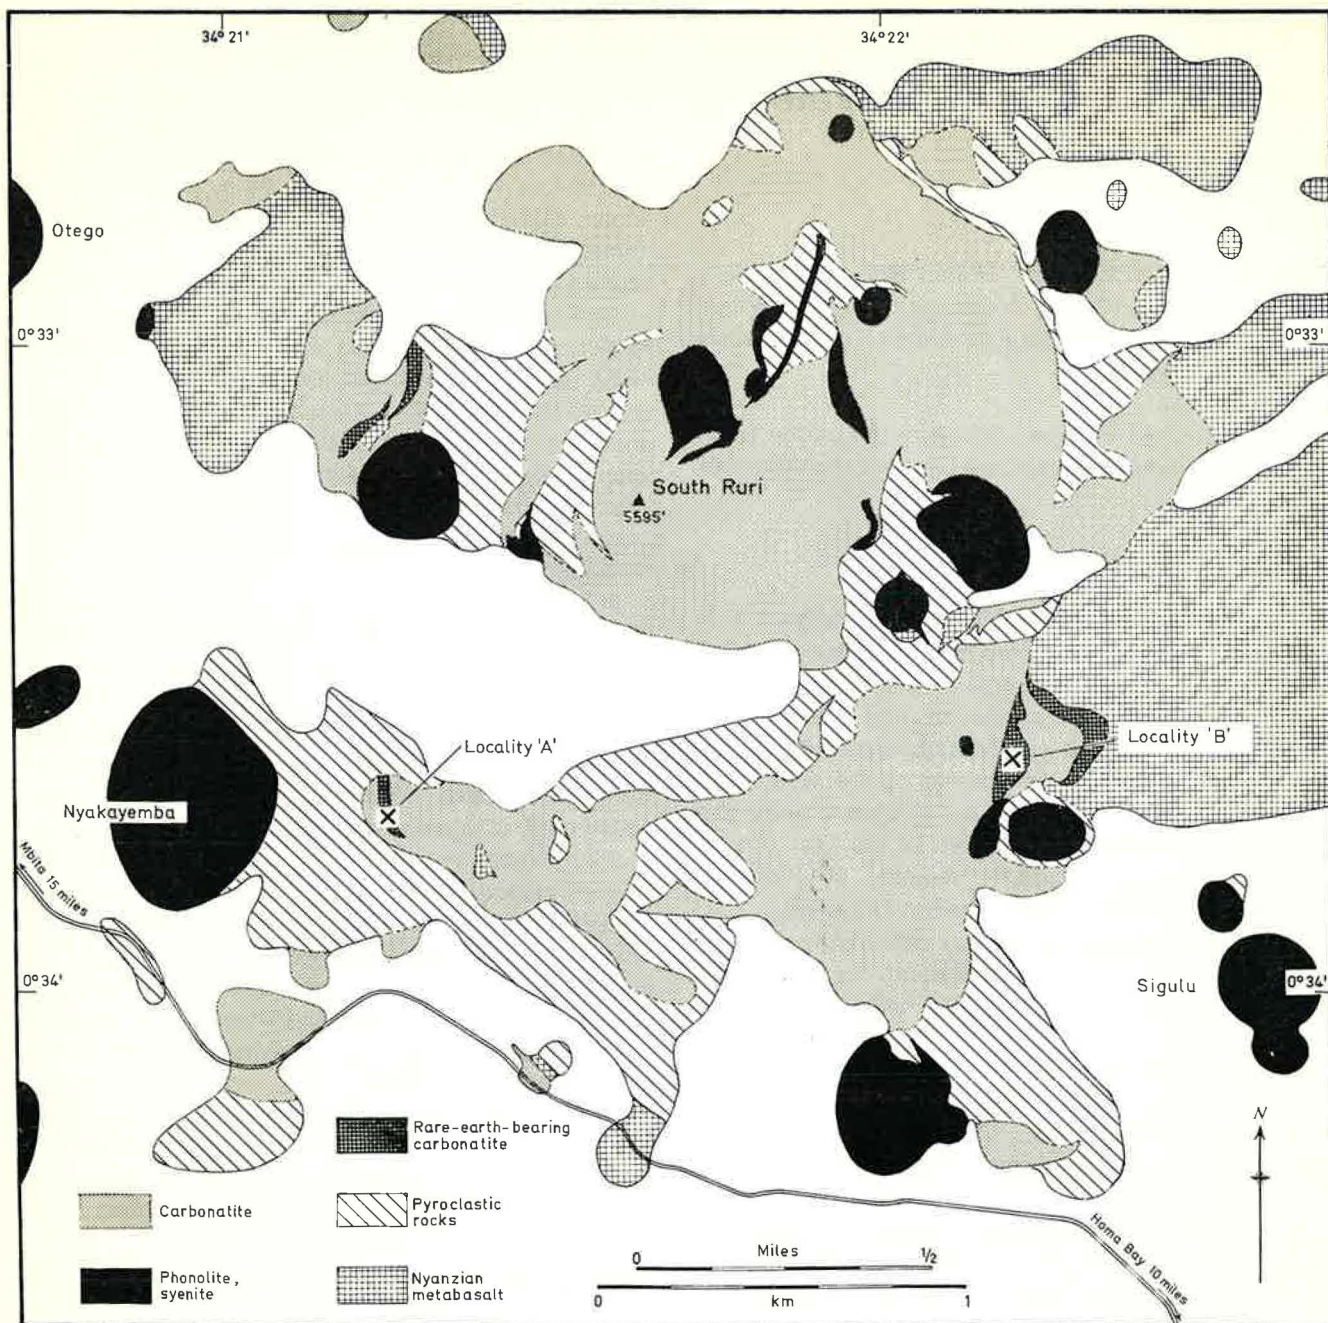 34° 21'
34° 22'
Otego
0° 33'
0° 33'
South Ruri
5595'
Locality 'A'
Locality 'B'
Nyakayemba
Mbita 15 miles
0° 34'
Sigulu
0° 34'
N
Rare-earth-bearing
carbonatite
Carbonatite
Pyroclastic
rocks
Phonolite,
syenite
Nyanzian
metabasalt
0
Miles
1/2
0
km
1
Homa Bay 10 miles